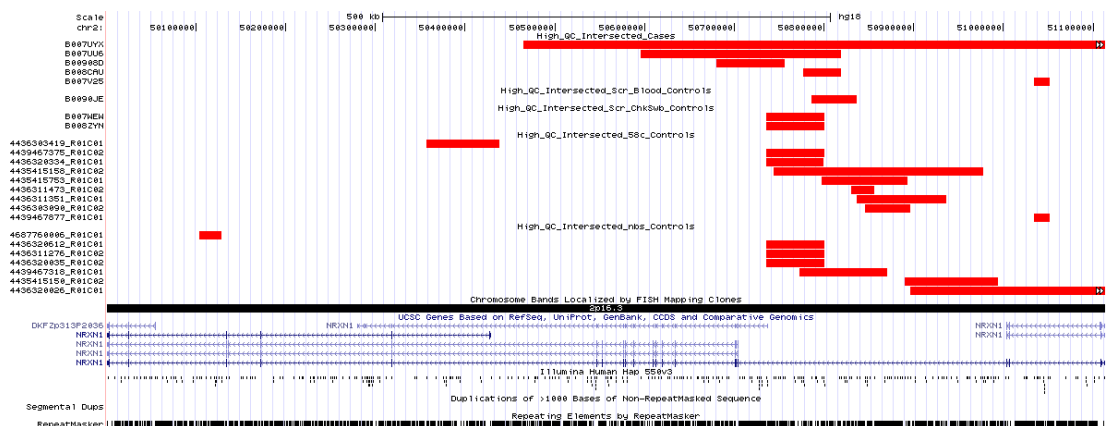 Scale 500 kb hg18
chr2: 50100000 50200000 50300000 50400000 50500000 50600000 50700000 50800000 50900000 51000000 51100000
High_QC_Intersected_Cases
B007UYX
B007UU6
B00908D
B008CAU
B007V25
High_QC_Intersected_Scr_Blood_Controls
B0090JE
High_QC_Intersected_Scr_ChkSwb_Controls
B007WEW
B008ZYN
High_QC_Intersected_58c_Controls
4436303419_R01C01
4439467375_R01C02
4436320334_R01C01
4435415158_R01C02
4435415753_R01C01
4436311473_R01C02
4436311351_R01C01
4436303090_R01C02
4439467877_R01C01
High_QC_Intersected_nbs_Controls
4687760006_R01C01
4436320612_R01C01
4436311276_R01C02
4436320035_R01C02
4439467318_R01C01
4435415150_R01C02
4436320026_R01C01
Chromosome Bands Localized by FISH Mapping Clones
2p16.3
UCSC Genes Based on RefSeq, UniProt, GenBank, CCDS and Comparative Genomics
DKFZp313P2036 NRXN1 NRXN1
NRXN1 NRXN1
NRXN1
NRXN1
NRXN1
Illumina Human Hap 550v3
Duplications of >1000 Bases of Non-RepeatMasked Sequence
Segmental Dups
Repeating Elements by RepeatMasker
RepeatMasker